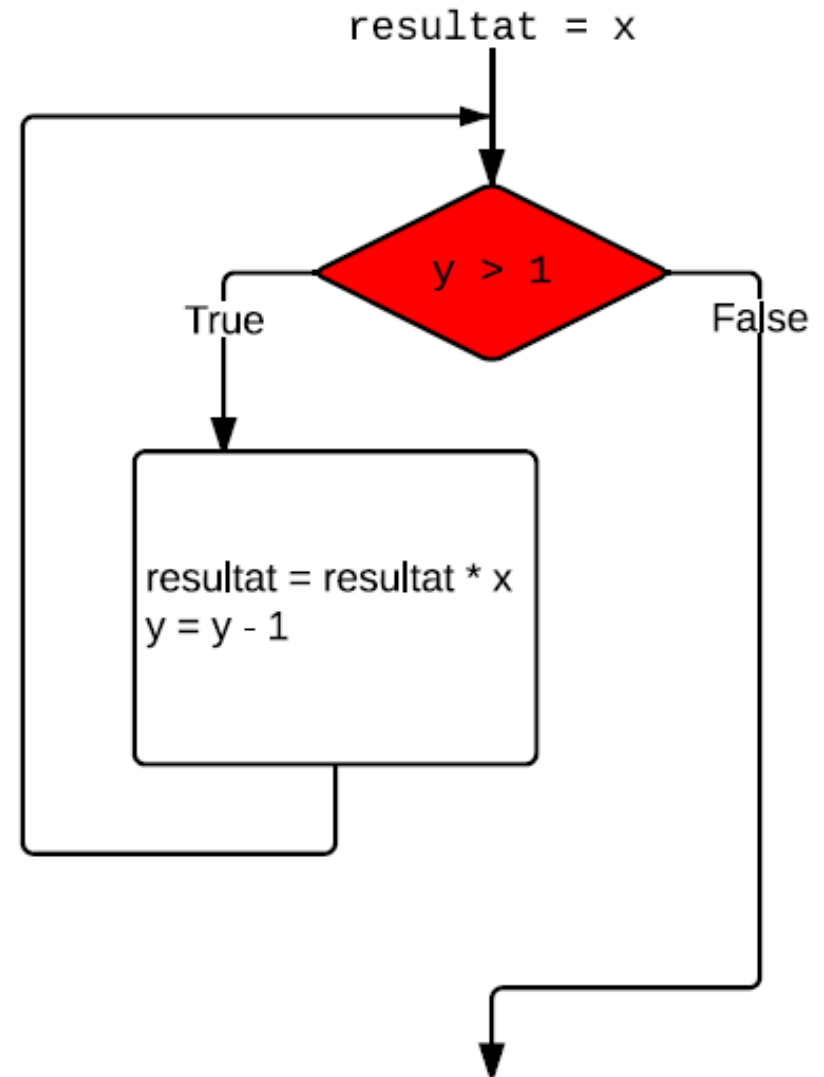 resultat = x
y > 1
True
False
resultat = resultat * x
y = y - 1